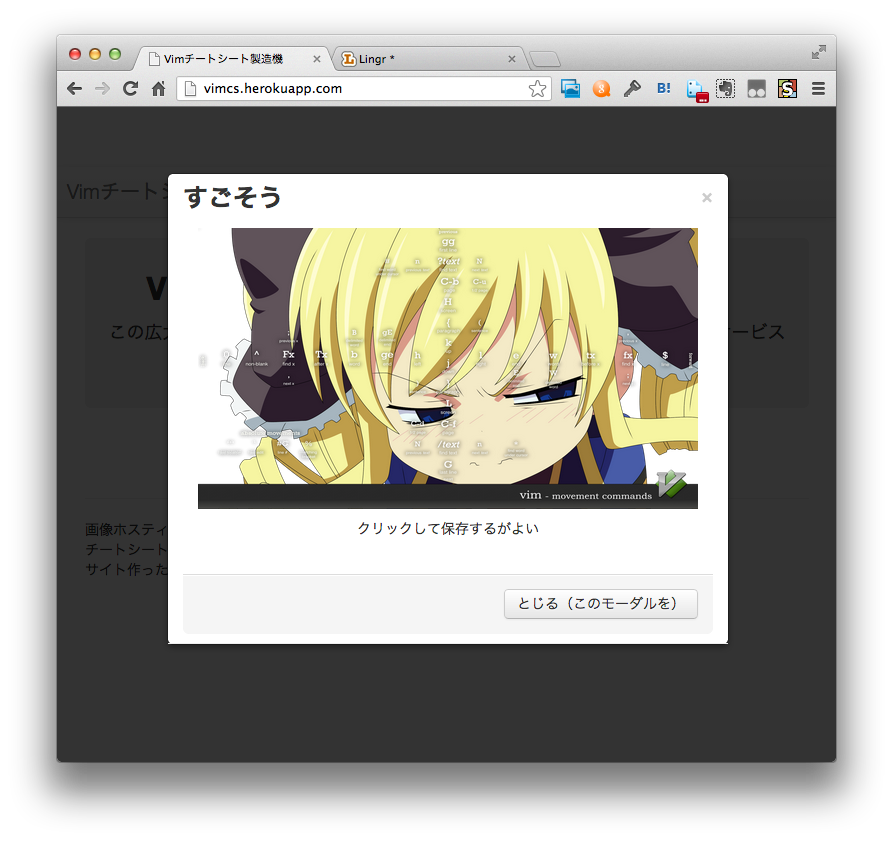 Vimチートシート製造機
Lingr *
vimcs.herokuapp.com
B!
Vimチートシ
すごそう
×
V
この広大
ービス
gg
?text
n
N
C-b
C-u
H
{
(
k
B
gE
^
non-blank
Fx
find x
Tx
b
ge
h
j
l
e
w
tx
fx
$
L
C-d
C-f
N
/text
n
G
vim - movement commands
クリックして保存するがよい
画像ホスティ
チートシート
サイト作った
とじる（このモーダルを）